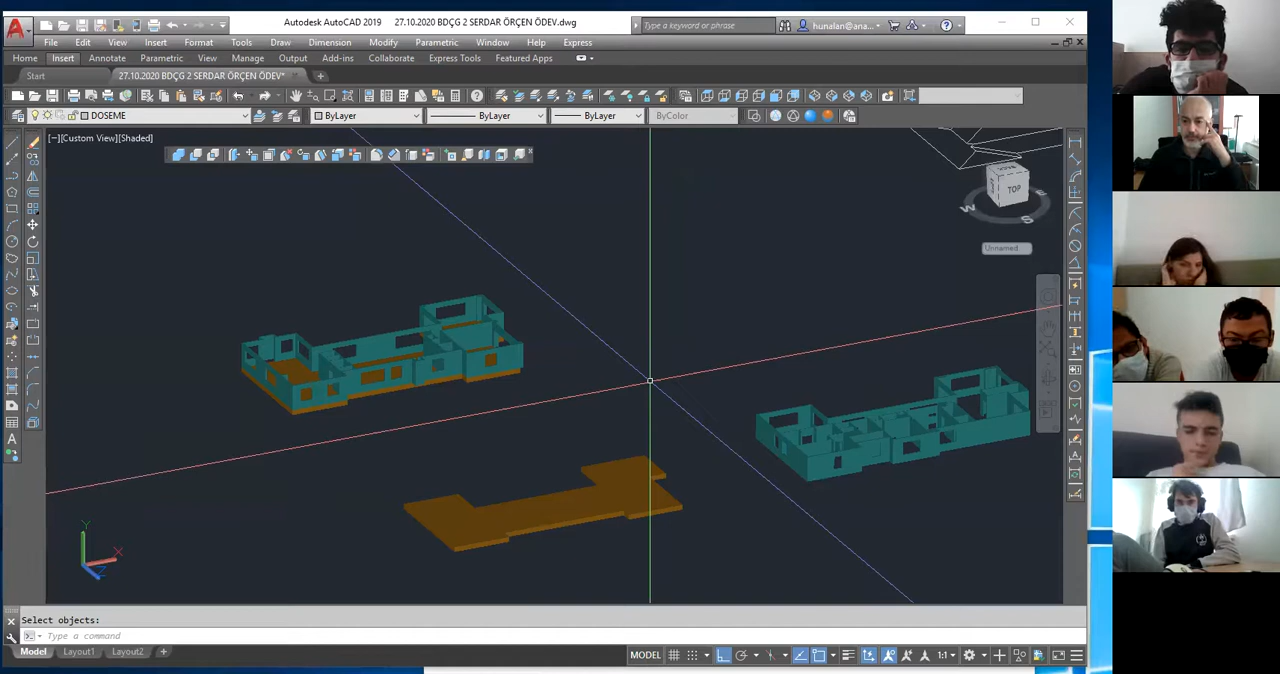 Autodesk AutoCAD 2019 27.10.2020 BDÇG 2 SERDAR ÖRÇEN ÖDEV.dwg
Type a keyword or phrase
hunalan@ana...
File Edit View Insert Format Tools Draw Dimension Modify Parametric Window Help Express
Home Insert Annotate Parametric View Manage Output Add-ins Collaborate Express Tools Featured Apps
Start 27.10.2020 BDÇG 2 SERDAR ÖRÇEN ÖDEV*
DOSEME ByLayer ByLayer ByLayer ByColor
[−][Custom View][Shaded]
TOP
W S E
Unnamed
Y
X
Z
Select objects:
Type a command
Model Layout1 Layout2 +
MODEL 1:1